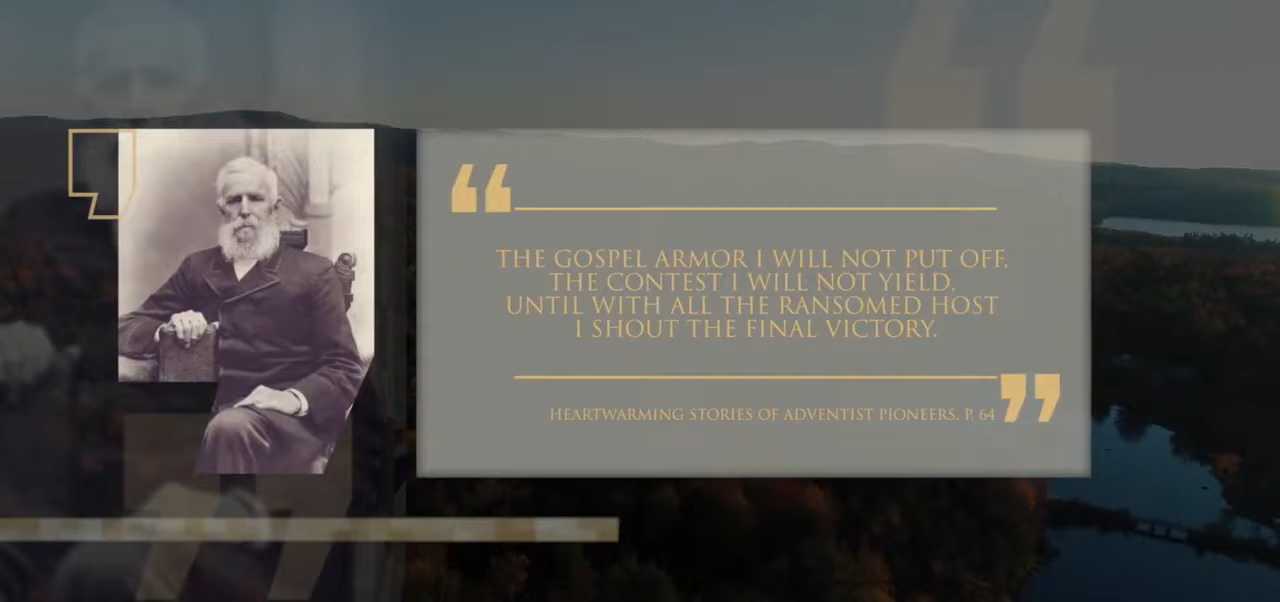 THE GOSPEL ARMOR I WILL NOT PUT OFF,
THE CONTEST I WILL NOT YIELD,
UNTIL WITH ALL THE RANSOMED HOST
I SHOUT THE FINAL VICTORY.
HEARTWARMING STORIES OF ADVENTIST PIONEERS, P. 64